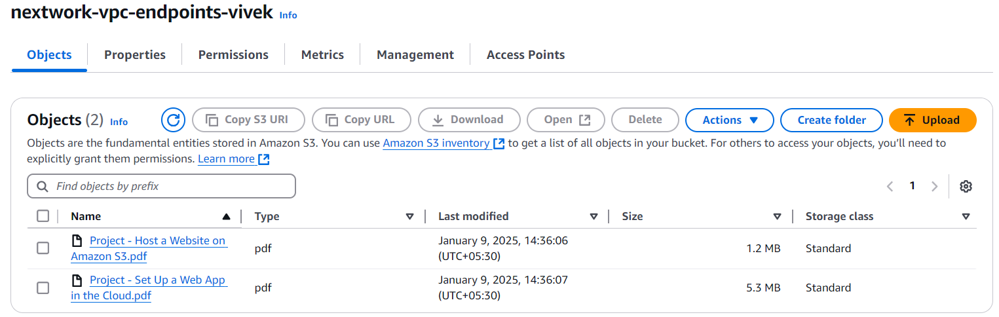 nextwork-vpc-endpoints-vivek Info
Objects Properties Permissions Metrics Management Access Points
Objects (2) Info Copy S3 URI Copy URL Download Open Delete Actions Create folder Upload
Objects are the fundamental entities stored in Amazon S3. You can use Amazon S3 inventory to get a list of all objects in your bucket. For others to access your objects, you’ll need to
explicitly grant them permissions. Learn more
Find objects by prefix 1
Name Type Last modified Size Storage class
Project - Host a Website on
Amazon S3.pdf
pdf
January 9, 2025, 14:36:06
(UTC+05:30)
1.2 MB
Standard
Project - Set Up a Web App
in the Cloud.pdf
pdf
January 9, 2025, 14:36:07
(UTC+05:30)
5.3 MB
Standard